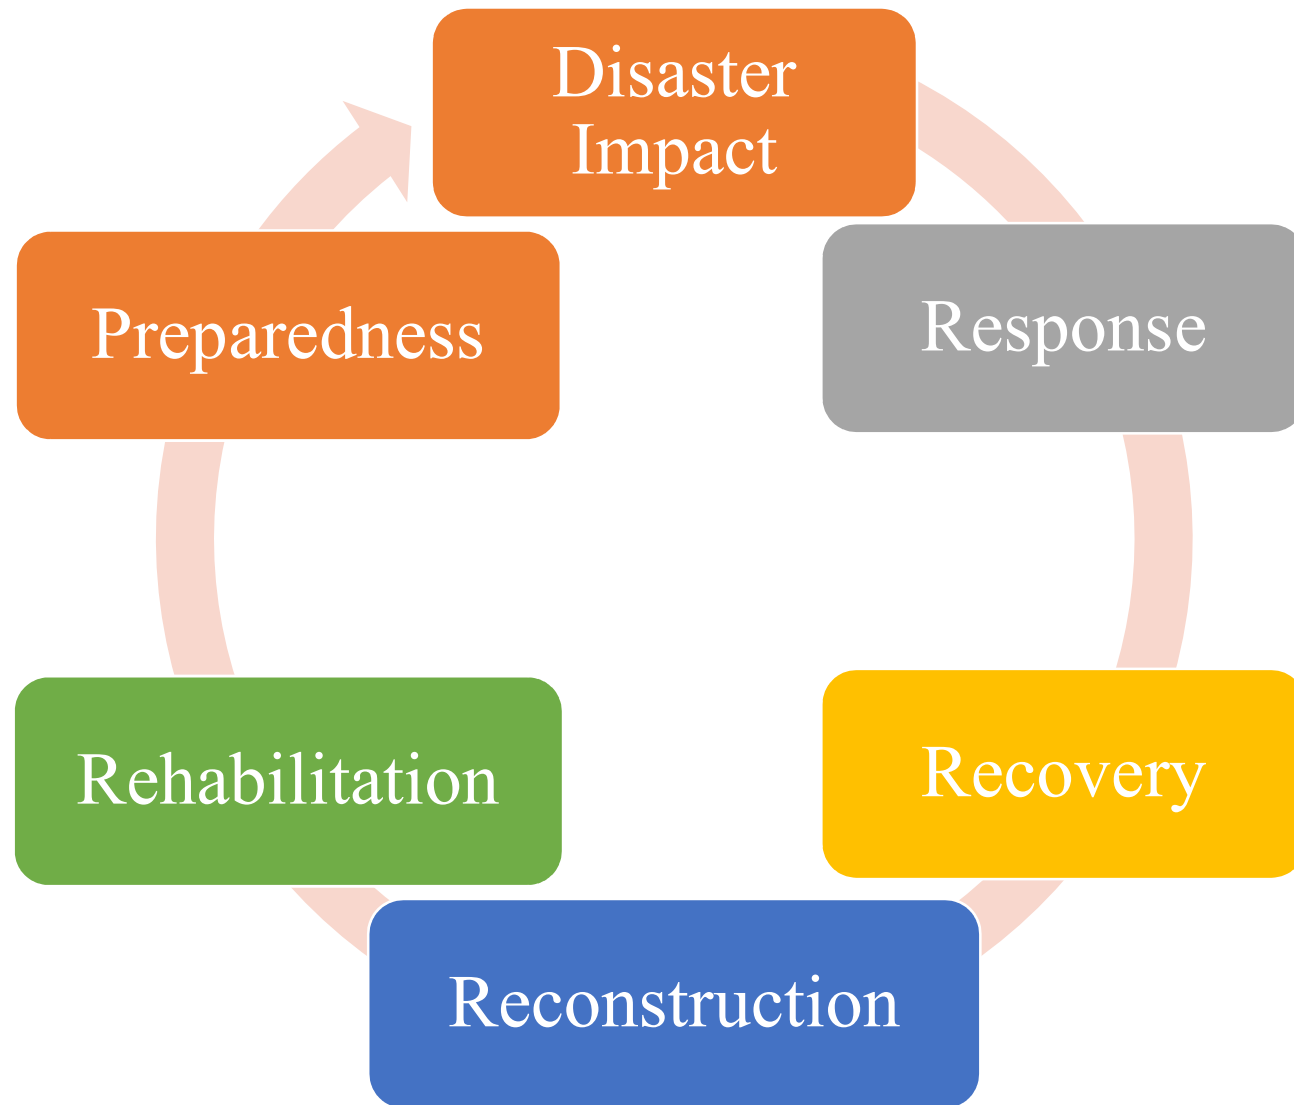 Disaster
Impact
Response
Recovery
Reconstruction
Rehabilitation
Preparedness